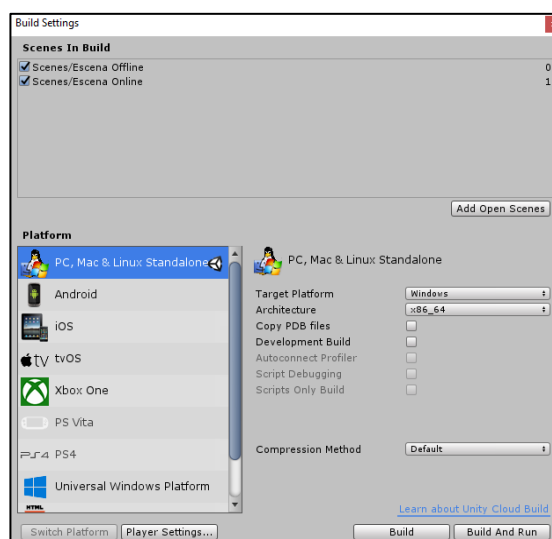 Build Settings
Scenes In Build
Scenes/Escena Offline 0
Scenes/Escena Online 1
Add Open Scenes
Platform
PC, Mac & Linux Standalone
Android
iOS
tv tvOS
Xbox One
PS Vita
PS4 PS4
Universal Windows Platform
HTML
PC, Mac & Linux Standalone
Target Platform Windows
Architecture x86_64
Copy PDB files
Development Build
Autoconnect Profiler
Script Debugging
Scripts Only Build
Compression Method Default
Learn about Unity Cloud Build
Switch Platform Player Settings... Build Build And Run